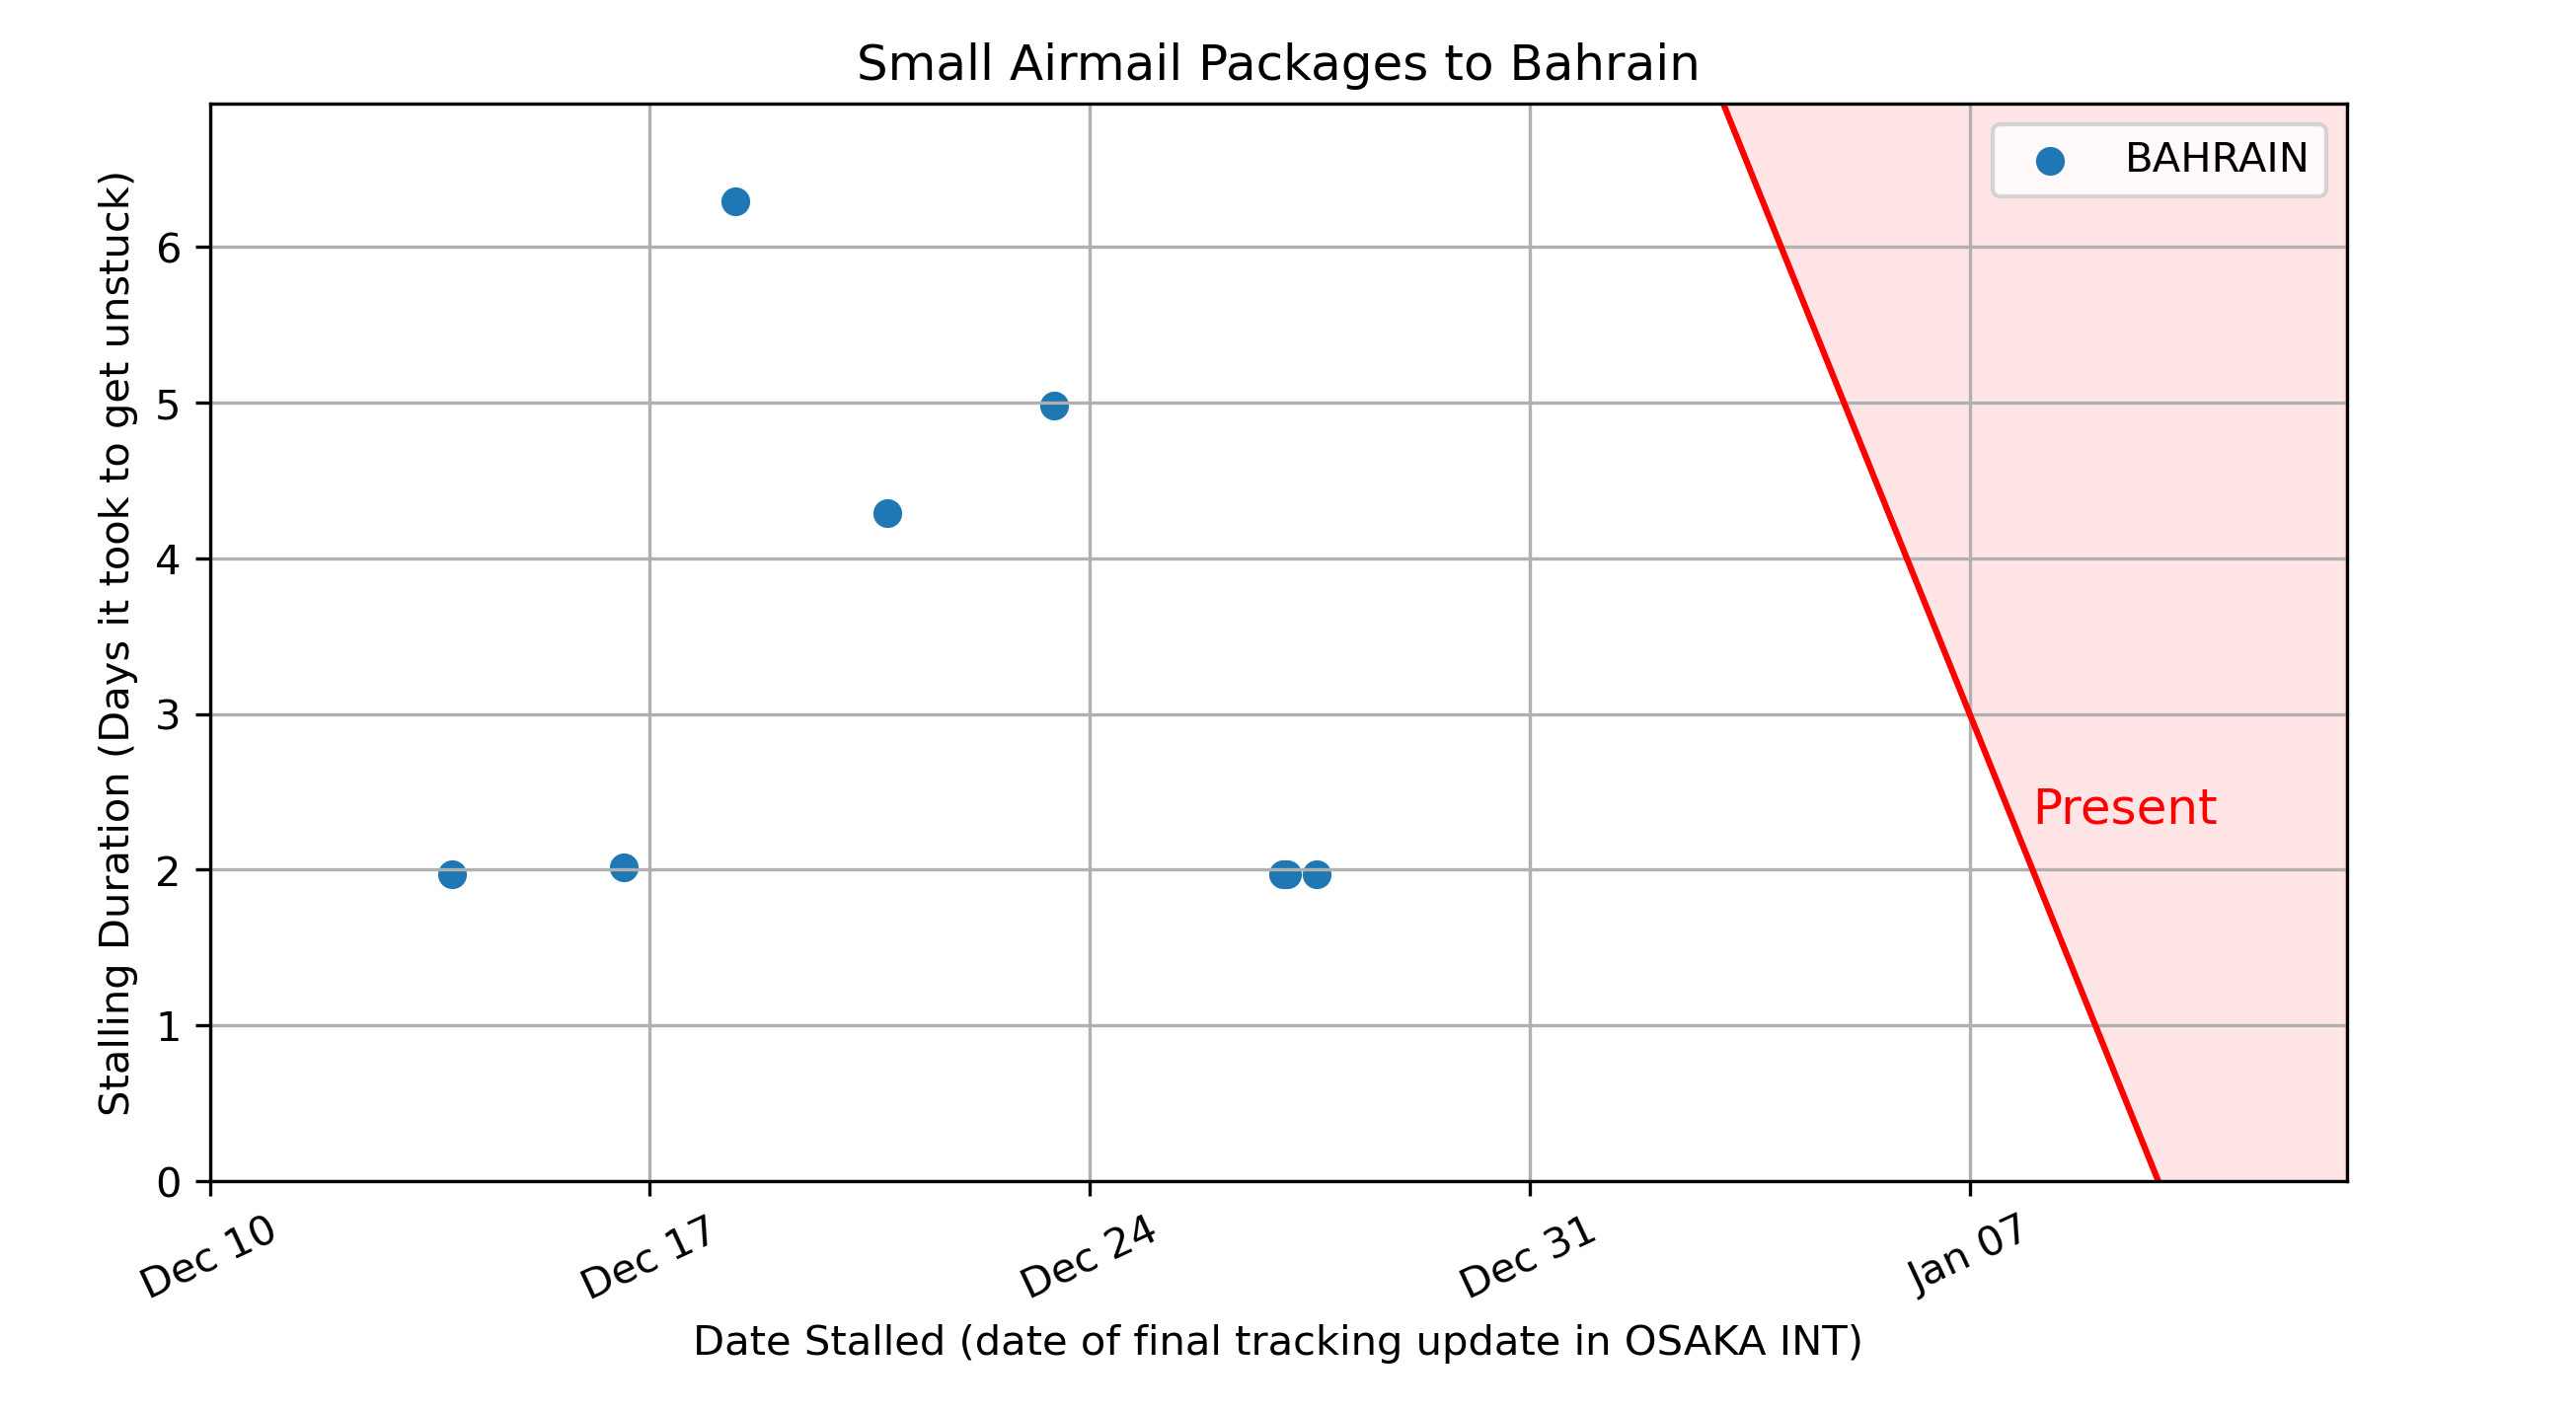 Small Airmail Packages to Bahrain
BAHRAIN
Stalling Duration (Days it took to get unstuck)
6
5
4
3
2
1
0
Present
Dec 10
Dec 17
Dec 24
Dec 31
Jan 07
Date Stalled (date of final tracking update in OSAKA INT)